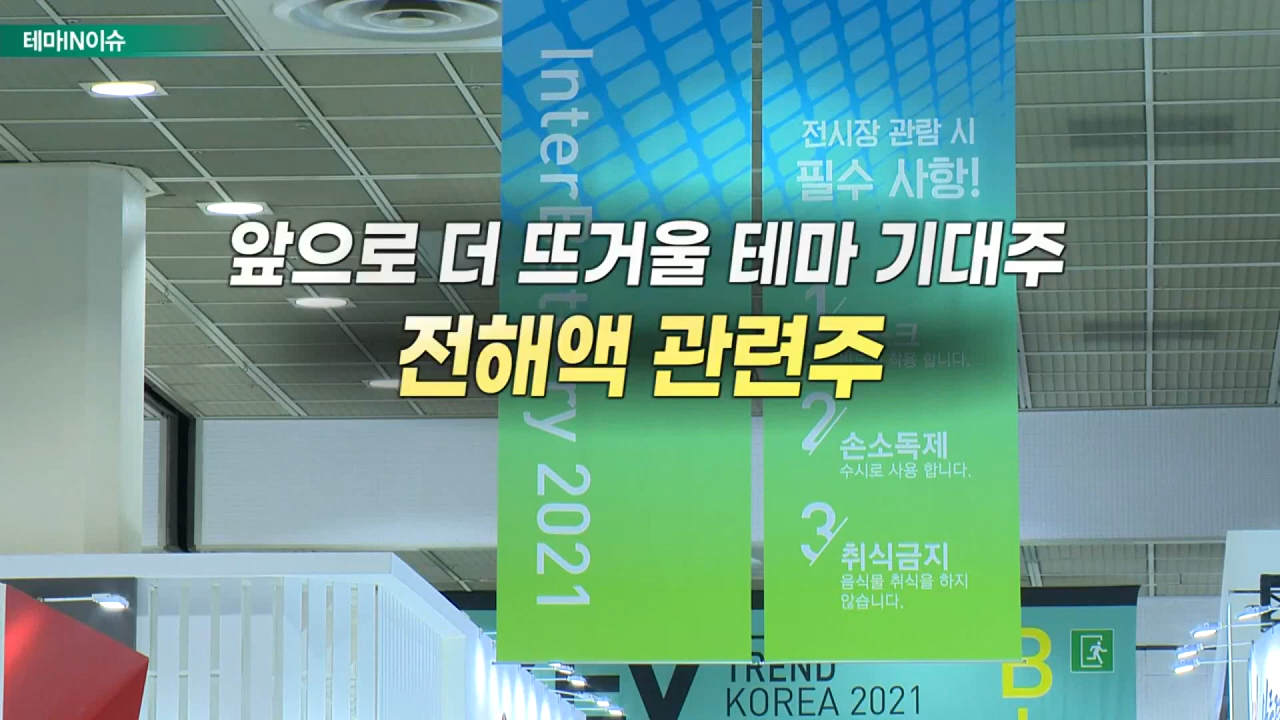 테마IN이슈
전시장 관람 시
필수 사항!
앞으로 더 뜨거울 테마 기대주
전해액 관련주
2021
2
손소독제
수시로 사용 합니다.
3
취식금지
음식물 취식을 하지
않습니다.
TREND
KOREA 2021
B